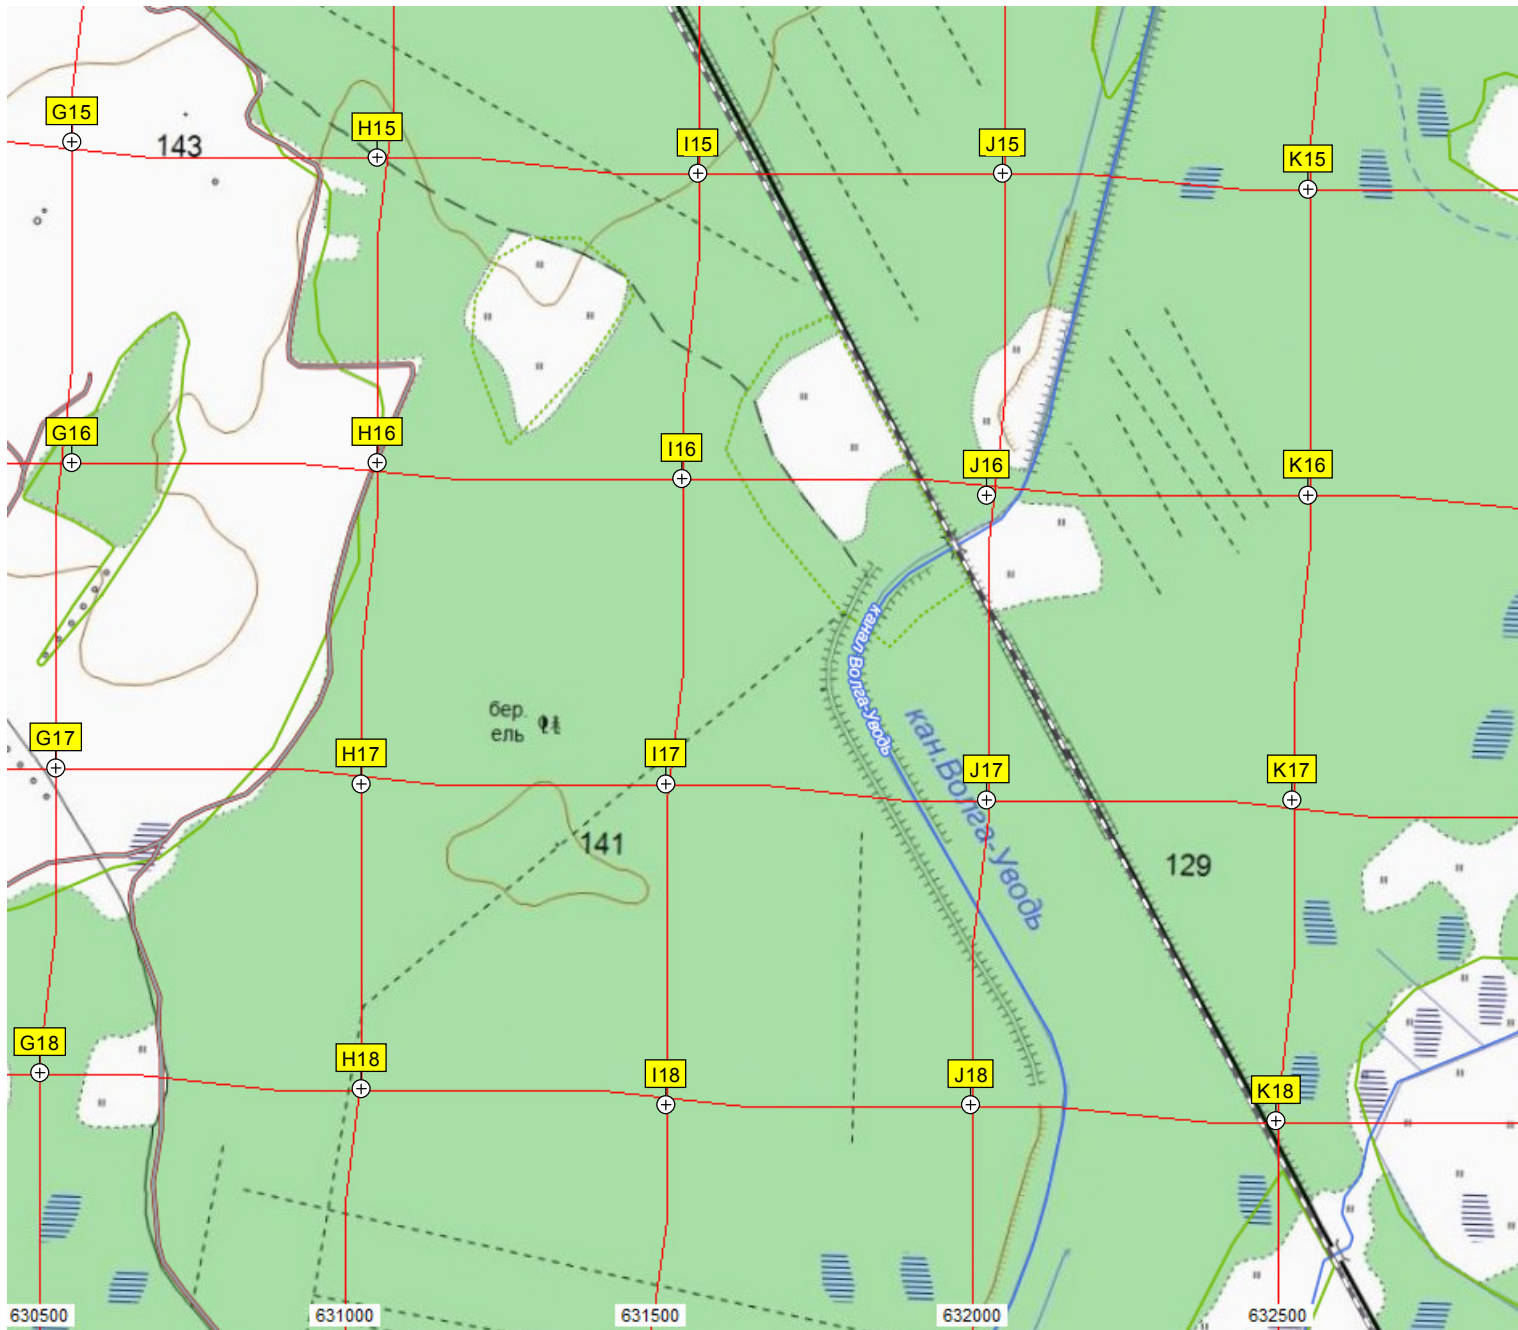 G15
H15
I15
J15
K15
143
G16
H16
I16
J16
K16
канал Волга-Уводь
бер.
ель
кан.Волга-Уводь
G17
H17
I17
J17
K17
141
129
G18
H18
I18
J18
K18
630500
631000
631500
632000
632500